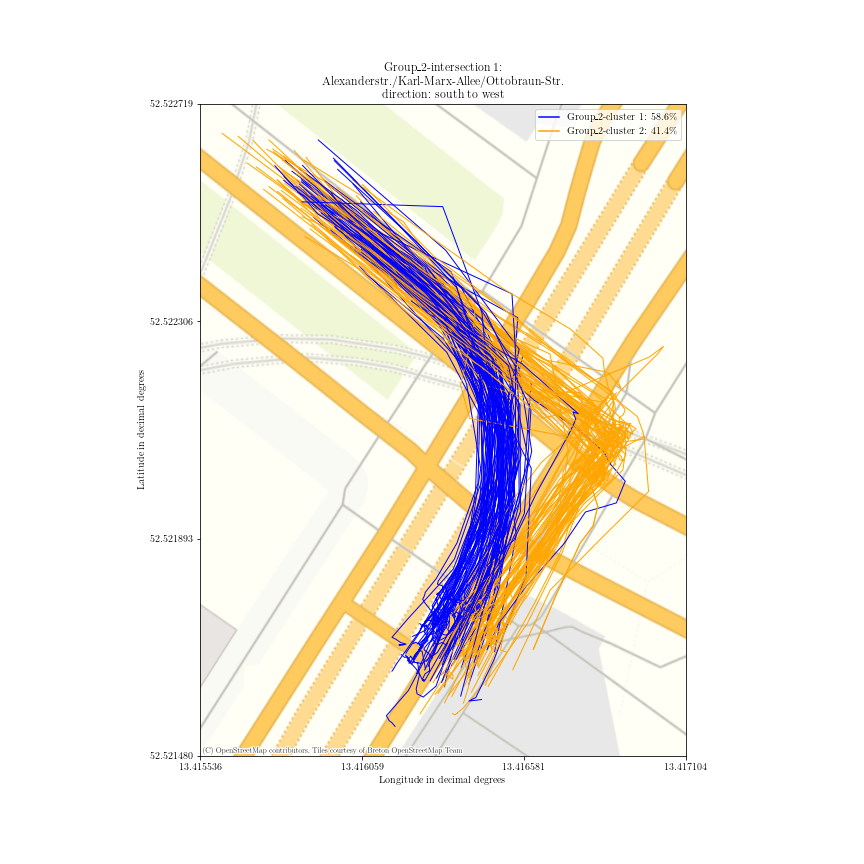 Group_2-intersection 1:
Alexanderstr./Karl-Marx-Allee/Ottobraun-Str.
direction: south to west
52.522719
Group_2-cluster 1: 58.6%
Group_2-cluster 2: 41.4%
52.522306
Latitude in decimal degrees
52.521893
52.521480
(C) OpenStreetMap contributors, Tiles courtesy of Breton OpenStreetMap Team
13.415536
13.416059
13.416581
13.417104
Longitude in decimal degrees